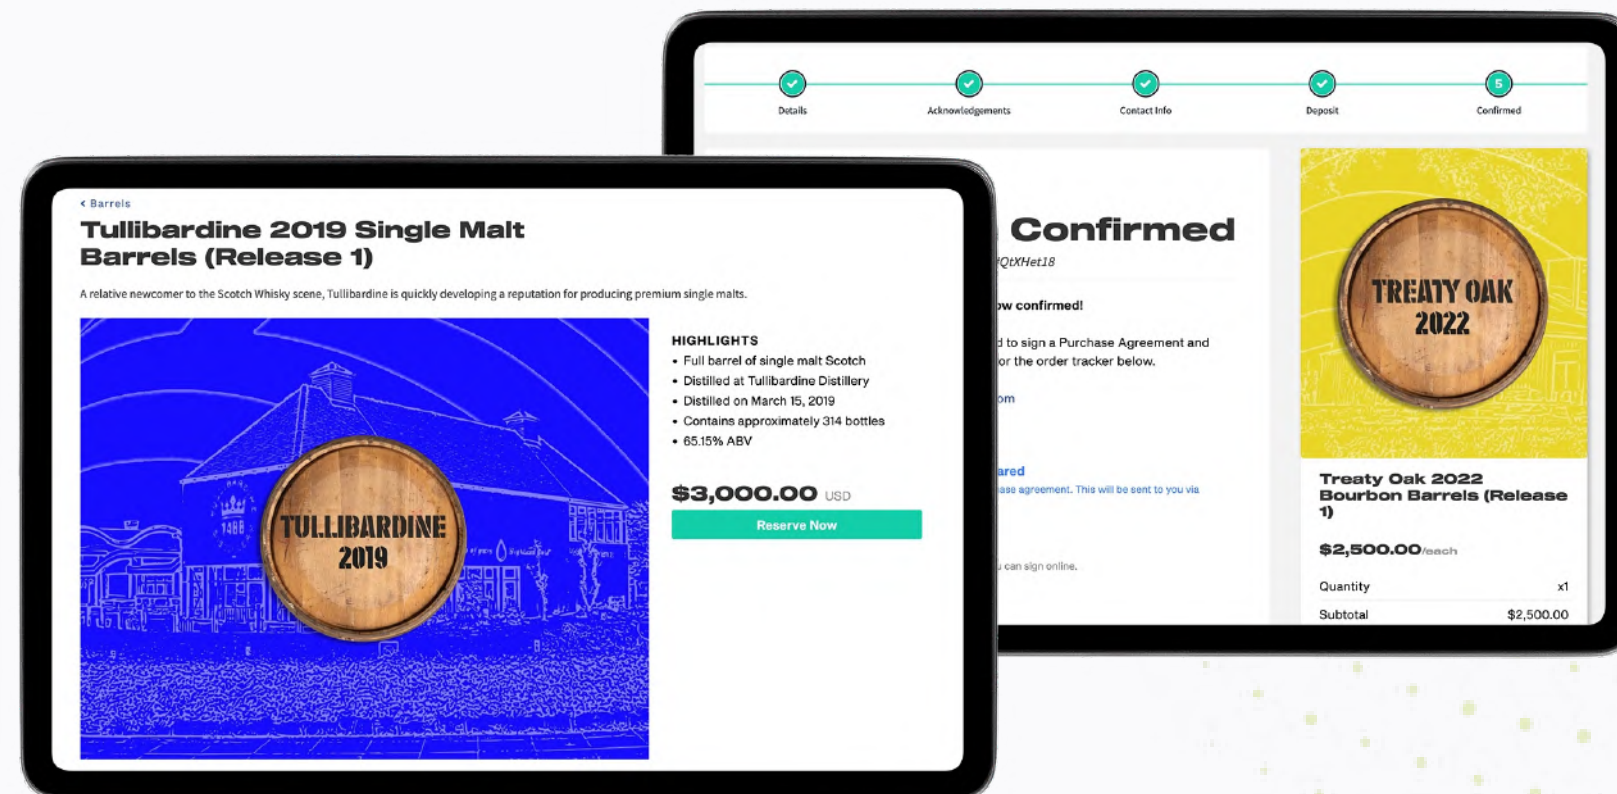 ‹ Barrels
Tullibardine 2019 Single Malt
Barrels (Release 1)
A relative newcomer to the Scotch Whisky scene, Tullibardine is quickly developing a reputation for producing premium single malts.
TULLIBARDINE
2019
HIGHLIGHTS
• Full barrel of single malt Scotch
• Distilled at Tullibardine Distillery
• Distilled on March 15, 2019
• Contains approximately 314 bottles
• 65.15% ABV
$3,000.00 USD
Reserve Now
Details
Acknowledgements
Contact Info
Deposit
5
Confirmed
Confirmed
QtXHet18
confirmed!
to sign a Purchase Agreement and
or the order tracker below.
agreement. This will be sent to you via
can sign online.
TREATY OAK
2022
Treaty Oak 2022
Bourbon Barrels (Release
1)
$2,500.00/each
Quantity x1
Subtotal $2,500.00